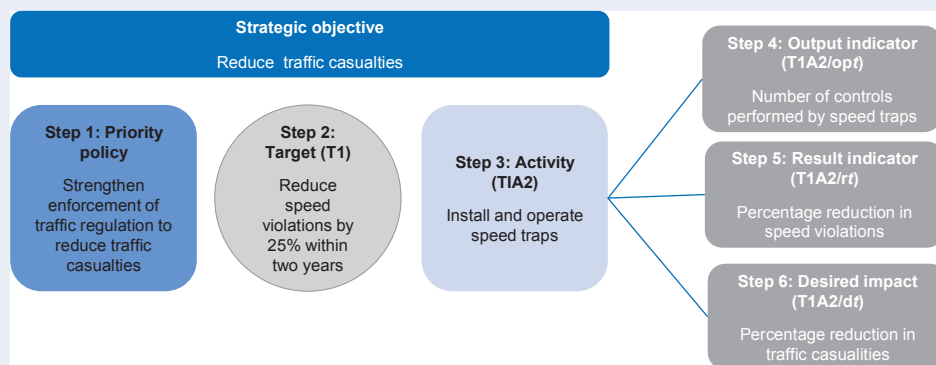 Strategic objective
Reduce traffic casualties
Step 1: Priority
policy
Strengthen
enforcement of
traffic regulation to
reduce traffic
casualties
Step 2:
Target (T1)
Reduce
speed
violations by
25% within
two years
Step 3: Activity
(TIA2)
Install and operate
speed traps
Step 4: Output indicator
(T1A2/opt)
Number of controls
performed by speed traps
Step 5: Result indicator
(T1A2/rt)
Percentage reduction in
speed violations
Step 6: Desired impact
(T1A2/dt)
Percentage reduction in
traffic casualities